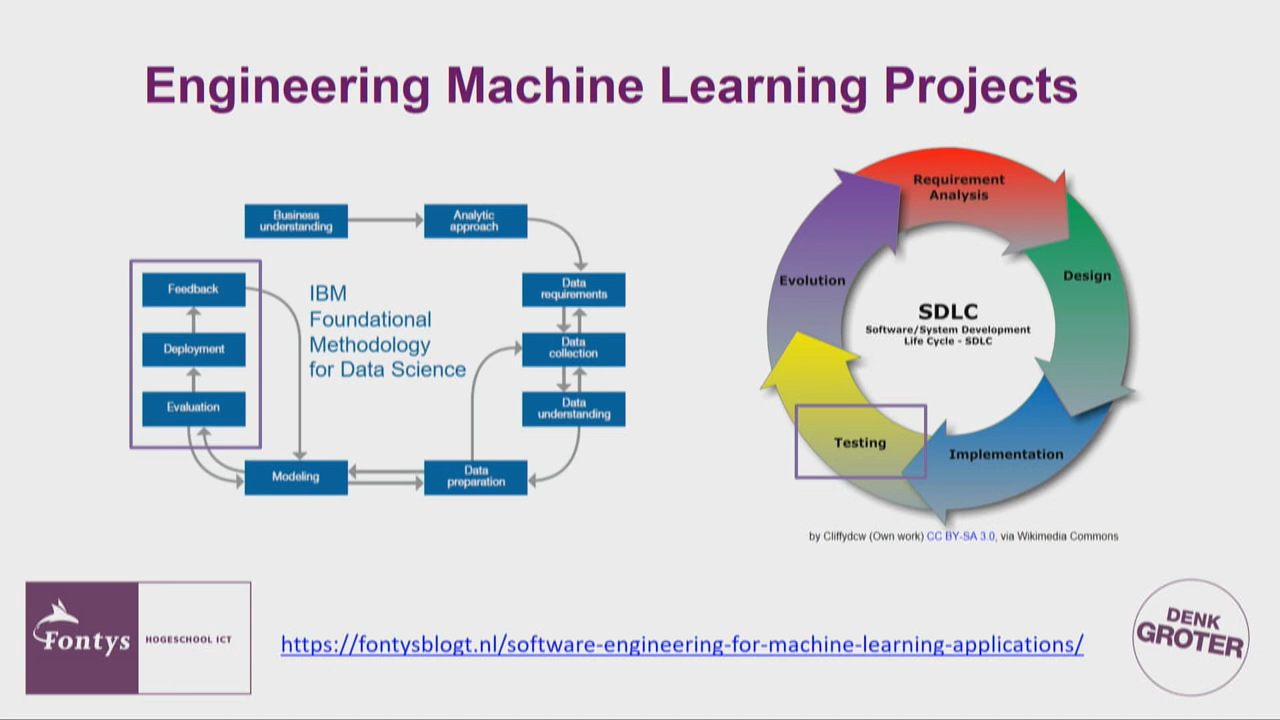 Engineering Machine Learning Projects
Business
understanding
Analytic
approach
Feedback
Deployment
Evaluation
IBM
Foundational
Methodology
for Data Science
Data
requirements
Data
collection
Data
understanding
Modeling
Data
preparation
Requirement
Analysis
Evolution
Design
SDLC
Software/System Development
Life Cycle - SDLC
Testing
Implementation
by Cliffydcw (Own work) CC BY-SA 3.0, via Wikimedia Commons
Fontys
HOGESCHOOL ICT
https://fontysblogt.nl/software-engineering-for-machine-learning-applications/
DENK
GROTER